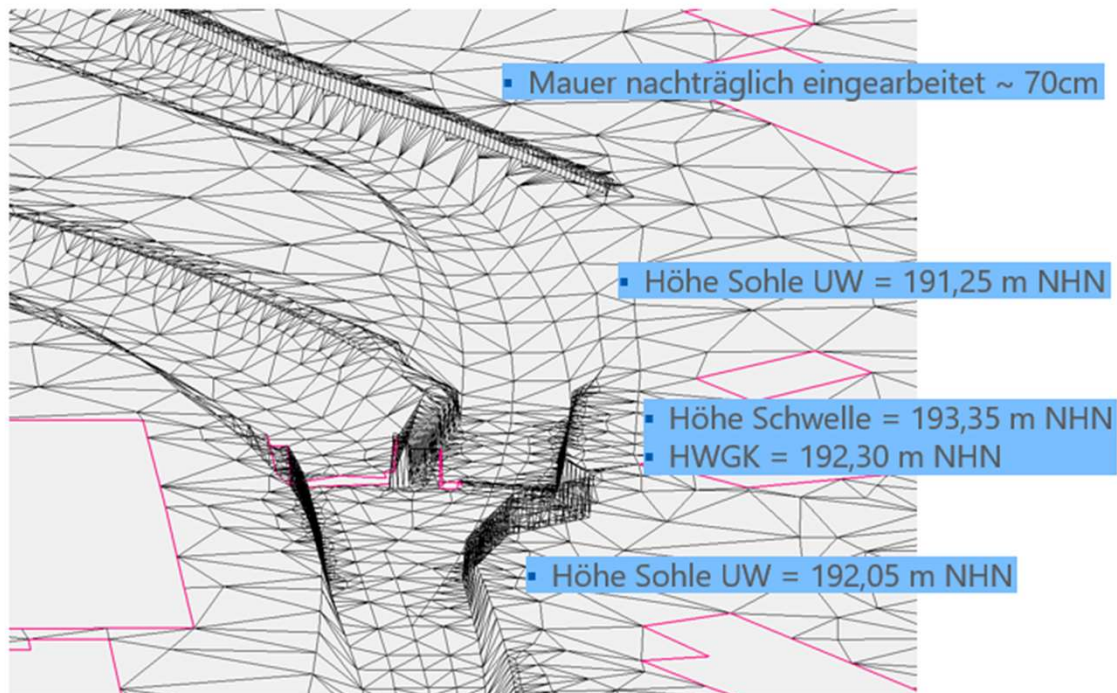 ▪ Mauer nachträglich eingearbeitet ~ 70cm
▪ Höhe Sohle UW = 191,25 m NHN
▪ Höhe Schwelle = 193,35 m NHN
▪ HWGK = 192,30 m NHN
▪ Höhe Sohle UW = 192,05 m NHN